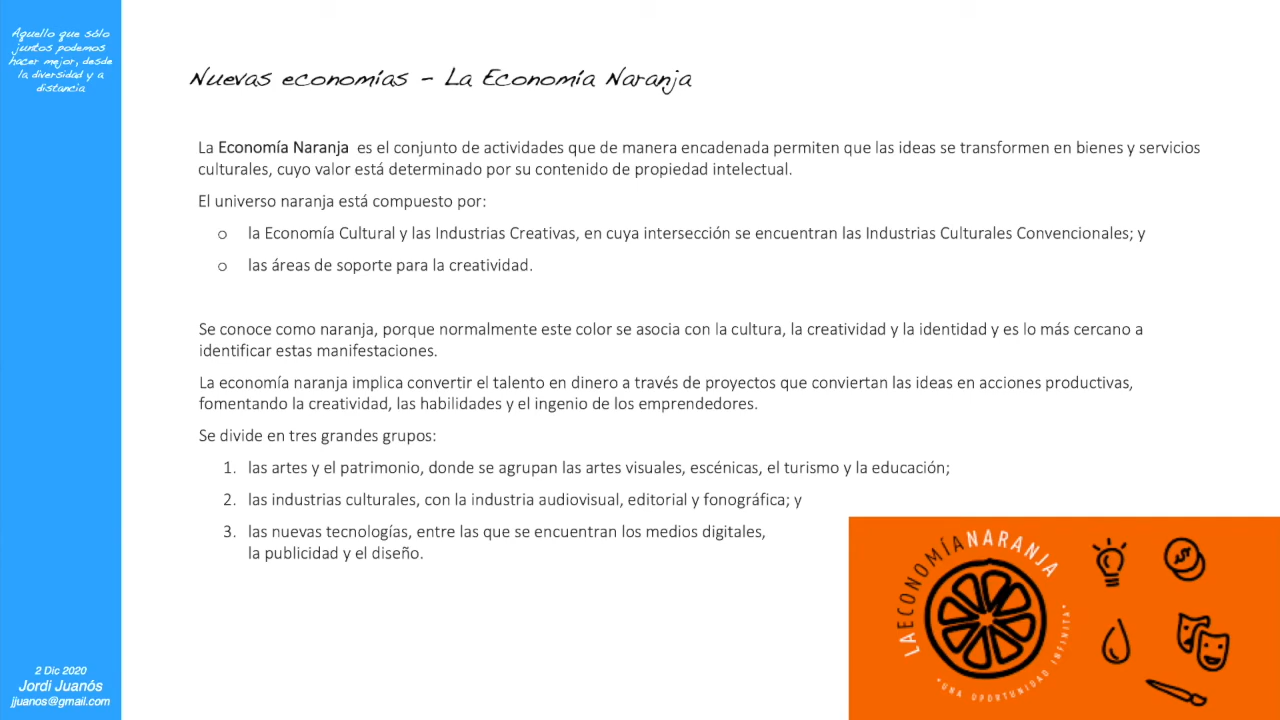 Aquello que sólo
juntos podemos
hacer mejor, desde
la diversidad y a
distancia
Nuevas economías - La Economía Naranja
La Economía Naranja es el conjunto de actividades que de manera encadenada permiten que las ideas se transformen en bienes y servicios
culturales, cuyo valor está determinado por su contenido de propiedad intelectual.
El universo naranja está compuesto por:
o la Economía Cultural y las Industrias Creativas, en cuya intersección se encuentran las Industrias Culturales Convencionales; y
o las áreas de soporte para la creatividad.
Se conoce como naranja, porque normalmente este color se asocia con la cultura, la creatividad y la identidad y es lo más cercano a
identificar estas manifestaciones.
La economía naranja implica convertir el talento en dinero a través de proyectos que conviertan las ideas en acciones productivas,
fomentando la creatividad, las habilidades y el ingenio de los emprendedores.
Se divide en tres grandes grupos:
1. las artes y el patrimonio, donde se agrupan las artes visuales, escénicas, el turismo y la educación;
2. las industrias culturales, con la industria audiovisual, editorial y fonográfica; y
3. las nuevas tecnologías, entre las que se encuentran los medios digitales,
la publicidad y el diseño.
LA ECONOMÍA NARANJA
*UNA OPORTUNIDAD INFINITA*
2 Dic 2020
Jordi Juanós
jjuanos@gmail.com